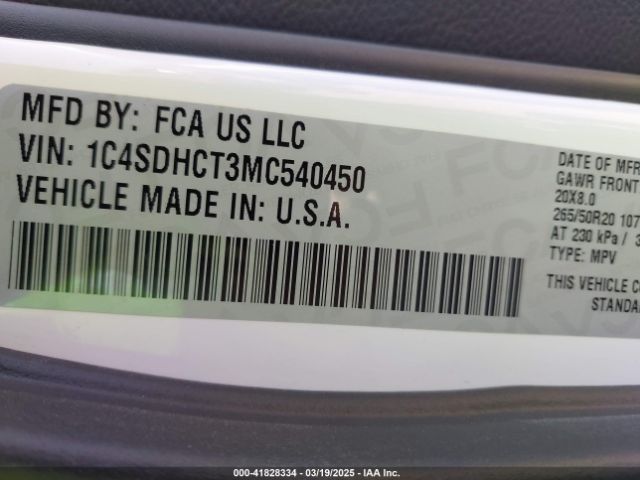 MFD BY: FCA US LLC
VIN: 1C4SDHCT3MC540450
VEHICLE MADE IN: U.S.A.
DATE OF MFR
GAWR FRONT
20X8.0
265/50R20 107
AT 230 kPa / 3
TYPE: MPV
THIS VEHICLE CO
STANDA
000-41828334 / 03/19/2025 - IAA Inc.